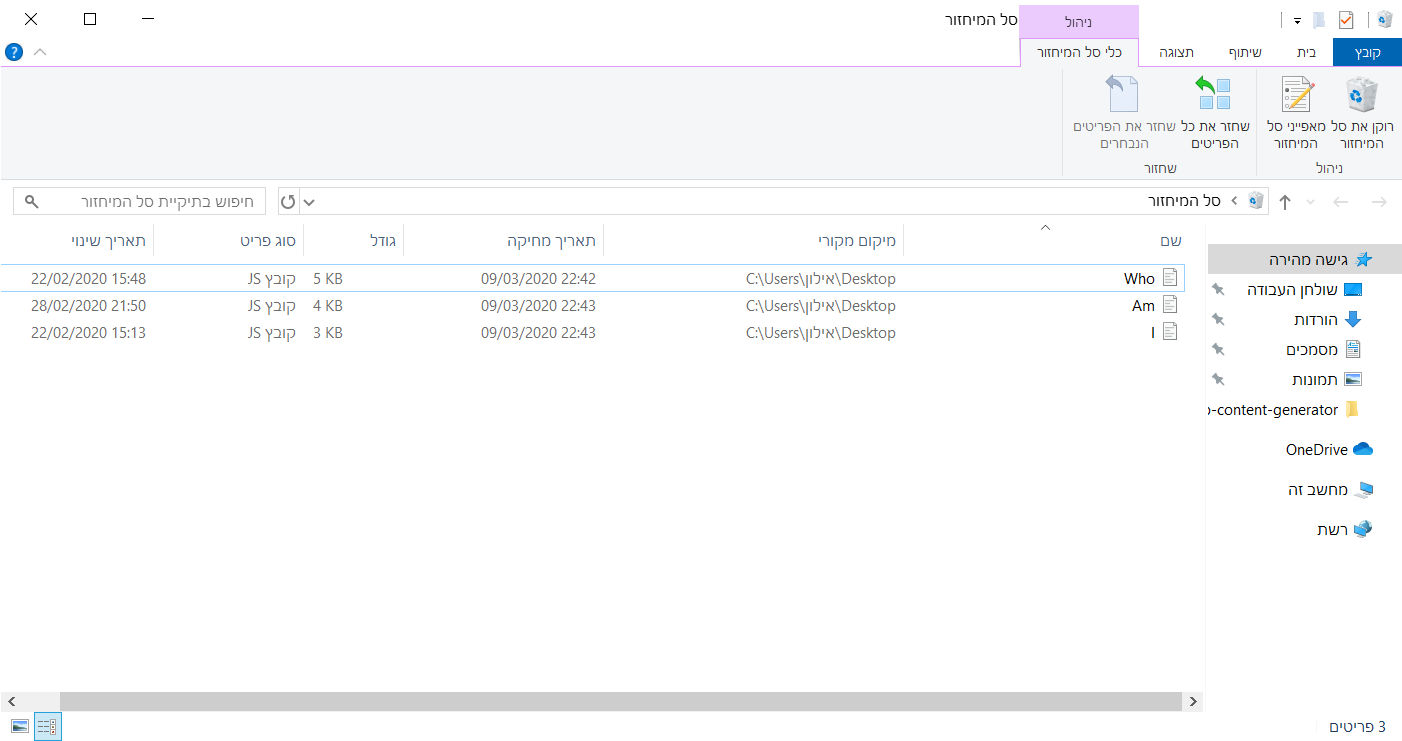 סל המיחזור
ניהול
קובץ
בית
שיתוף
תצוגה
כלי סל המיחזור
?
רוקן את סל המיחזור
מאפייני סל המיחזור
ניהול
שחזר את כל הפריטים
שחזר את הפריטים הנבחרים
שחזור
סל המיחזור
חיפוש בתיקיית סל המיחזור
גישה מהירה
שולחן העבודה
הורדות
מסמכים
תמונות
o-content-generator
OneDrive
מחשב זה
רשת
שם מיקום מקורי תאריך מחיקה גודל סוג פריט תאריך שינוי
Who C:\Users\אילון\Desktop 09/03/2020 22:42 5 KB קובץ JS 22/02/2020 15:48
Am C:\Users\אילון\Desktop 09/03/2020 22:43 4 KB קובץ JS 28/02/2020 21:50
I C:\Users\אילון\Desktop 09/03/2020 22:43 3 KB קובץ JS 22/02/2020 15:13
3 פריטים